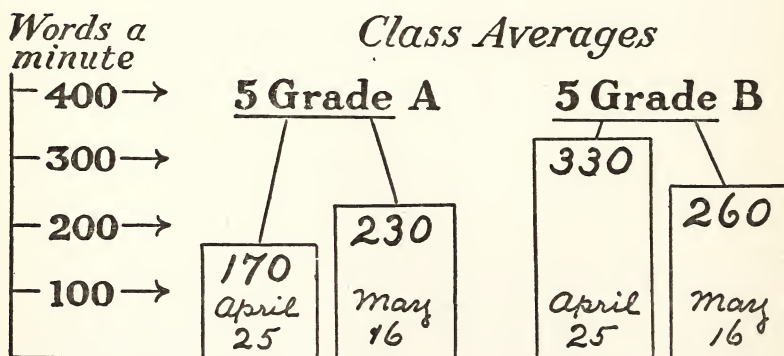 Words a
minute
Class Averages
400
5 Grade A
5 Grade B
300
330
200
230
260
170
100
April
25
May
16
April
25
May
16